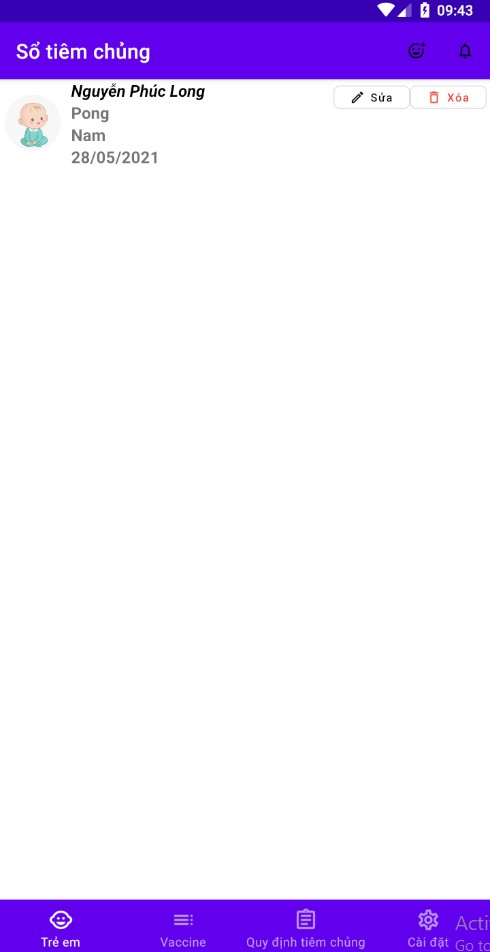 09:43
Sổ tiêm chủng
Nguyễn Phúc Long
Sửa
Xóa
Pong
Nam
28/05/2021
Trẻ em
Vaccine
Quy định tiêm chủng
Cài đặt
Acti
Go to